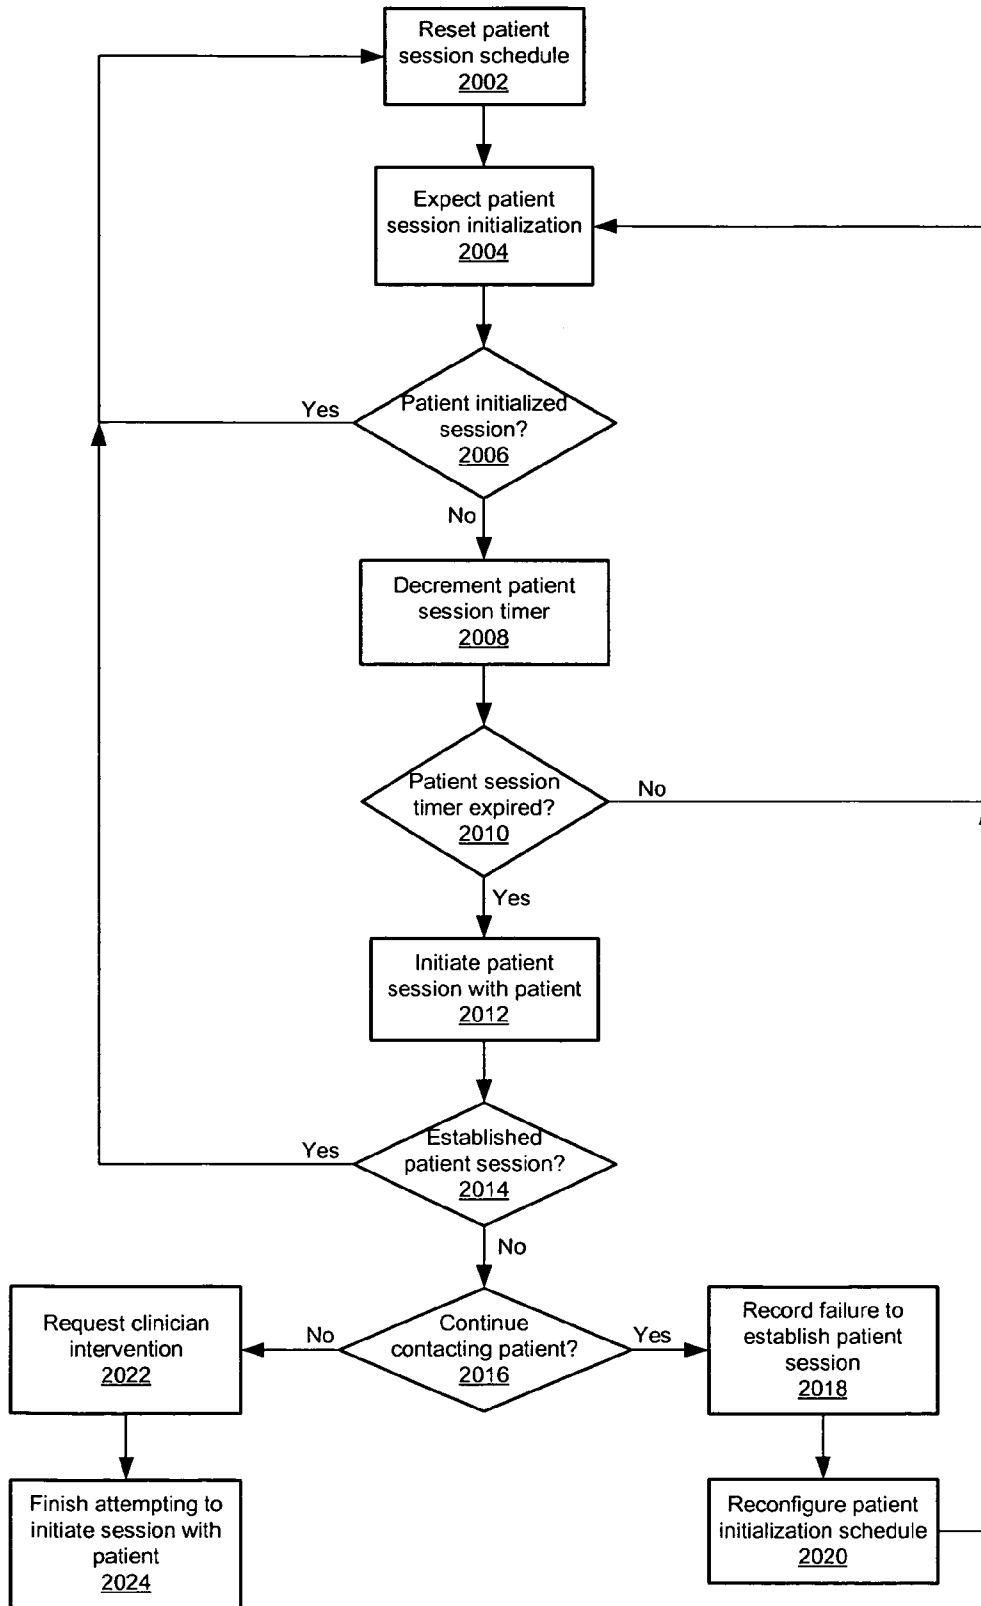 Reset patient
session schedule
2002
Expect patient
session initialization
2004
Yes
Patient initialized
session?
2006
No
Decrement patient
session timer
2008
Patient session
timer expired?
2010
No
Yes
Initiate patient
session with patient
2012
Yes
Established
patient session?
2014
No
Request clinician
intervention
2022
No
Continue
contacting patient?
2016
Yes
Record failure to
establish patient
session
2018
Finish attempting to
initiate session with
patient
2024
Reconfigure patient
initialization schedule
2020